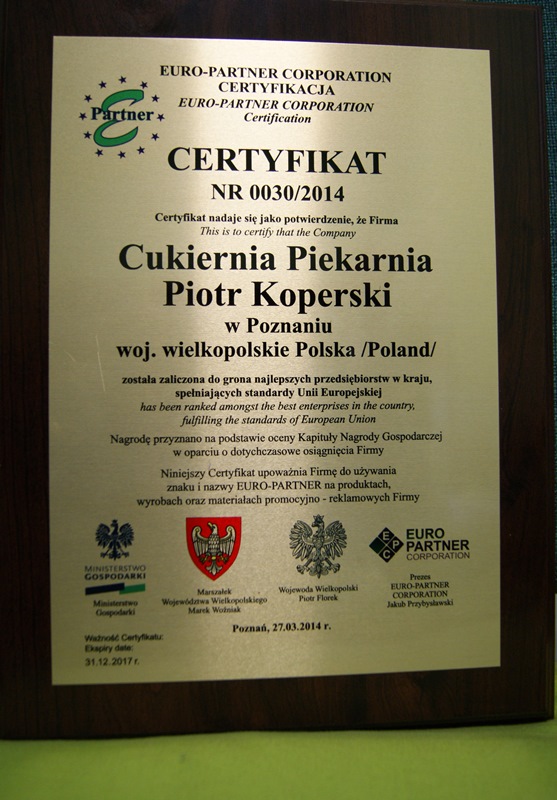 EURO-PARTNER CORPORATION
CERTYFIKACJA
EURO-PARTNER CORPORATION
Certification
Partner
CERTYFIKAT
NR 0030/2014
Certyfikat nadaje się jako potwierdzenie, że Firma
This is to certify that the Company
Cukiernia Piekarnia
Piotr Koperski
w Poznaniu
woj. wielkopolskie Polska /Poland/
została zaliczona do grona najlepszych przedsiębiorstw w kraju,
spełniających standardy Unii Europejskiej
has been ranked amongst the best enterprises in the country,
fulfilling the standards of European Union
Nagrodę przyznano na podstawie oceny Kapituły Nagrody Gospodarczej
w oparciu o dotychczasowe osiągnięcia Firmy
Niniejszy Certyfikat upoważnia Firmę do używania
znaku i nazwy EURO-PARTNER na produktach,
wyrobach oraz materiałach promocyjno - reklamowych Firmy
MINISTERSTWO
GOSPODARKI
Ministerstwo
Gospodarki
Marszałek
Województwa Wielkopolskiego
Marek Woźniak
Wojewoda Wielkopolski
Piotr Florek
EPC
EURO
PARTNER
CORPORATION
Prezes
EURO-PARTNER
CORPORATION
Jakub Przybysławski
Poznań, 27.03.2014 r.
Ważność Certyfikatu:
Ekspiry date:
31.12.2017 r.